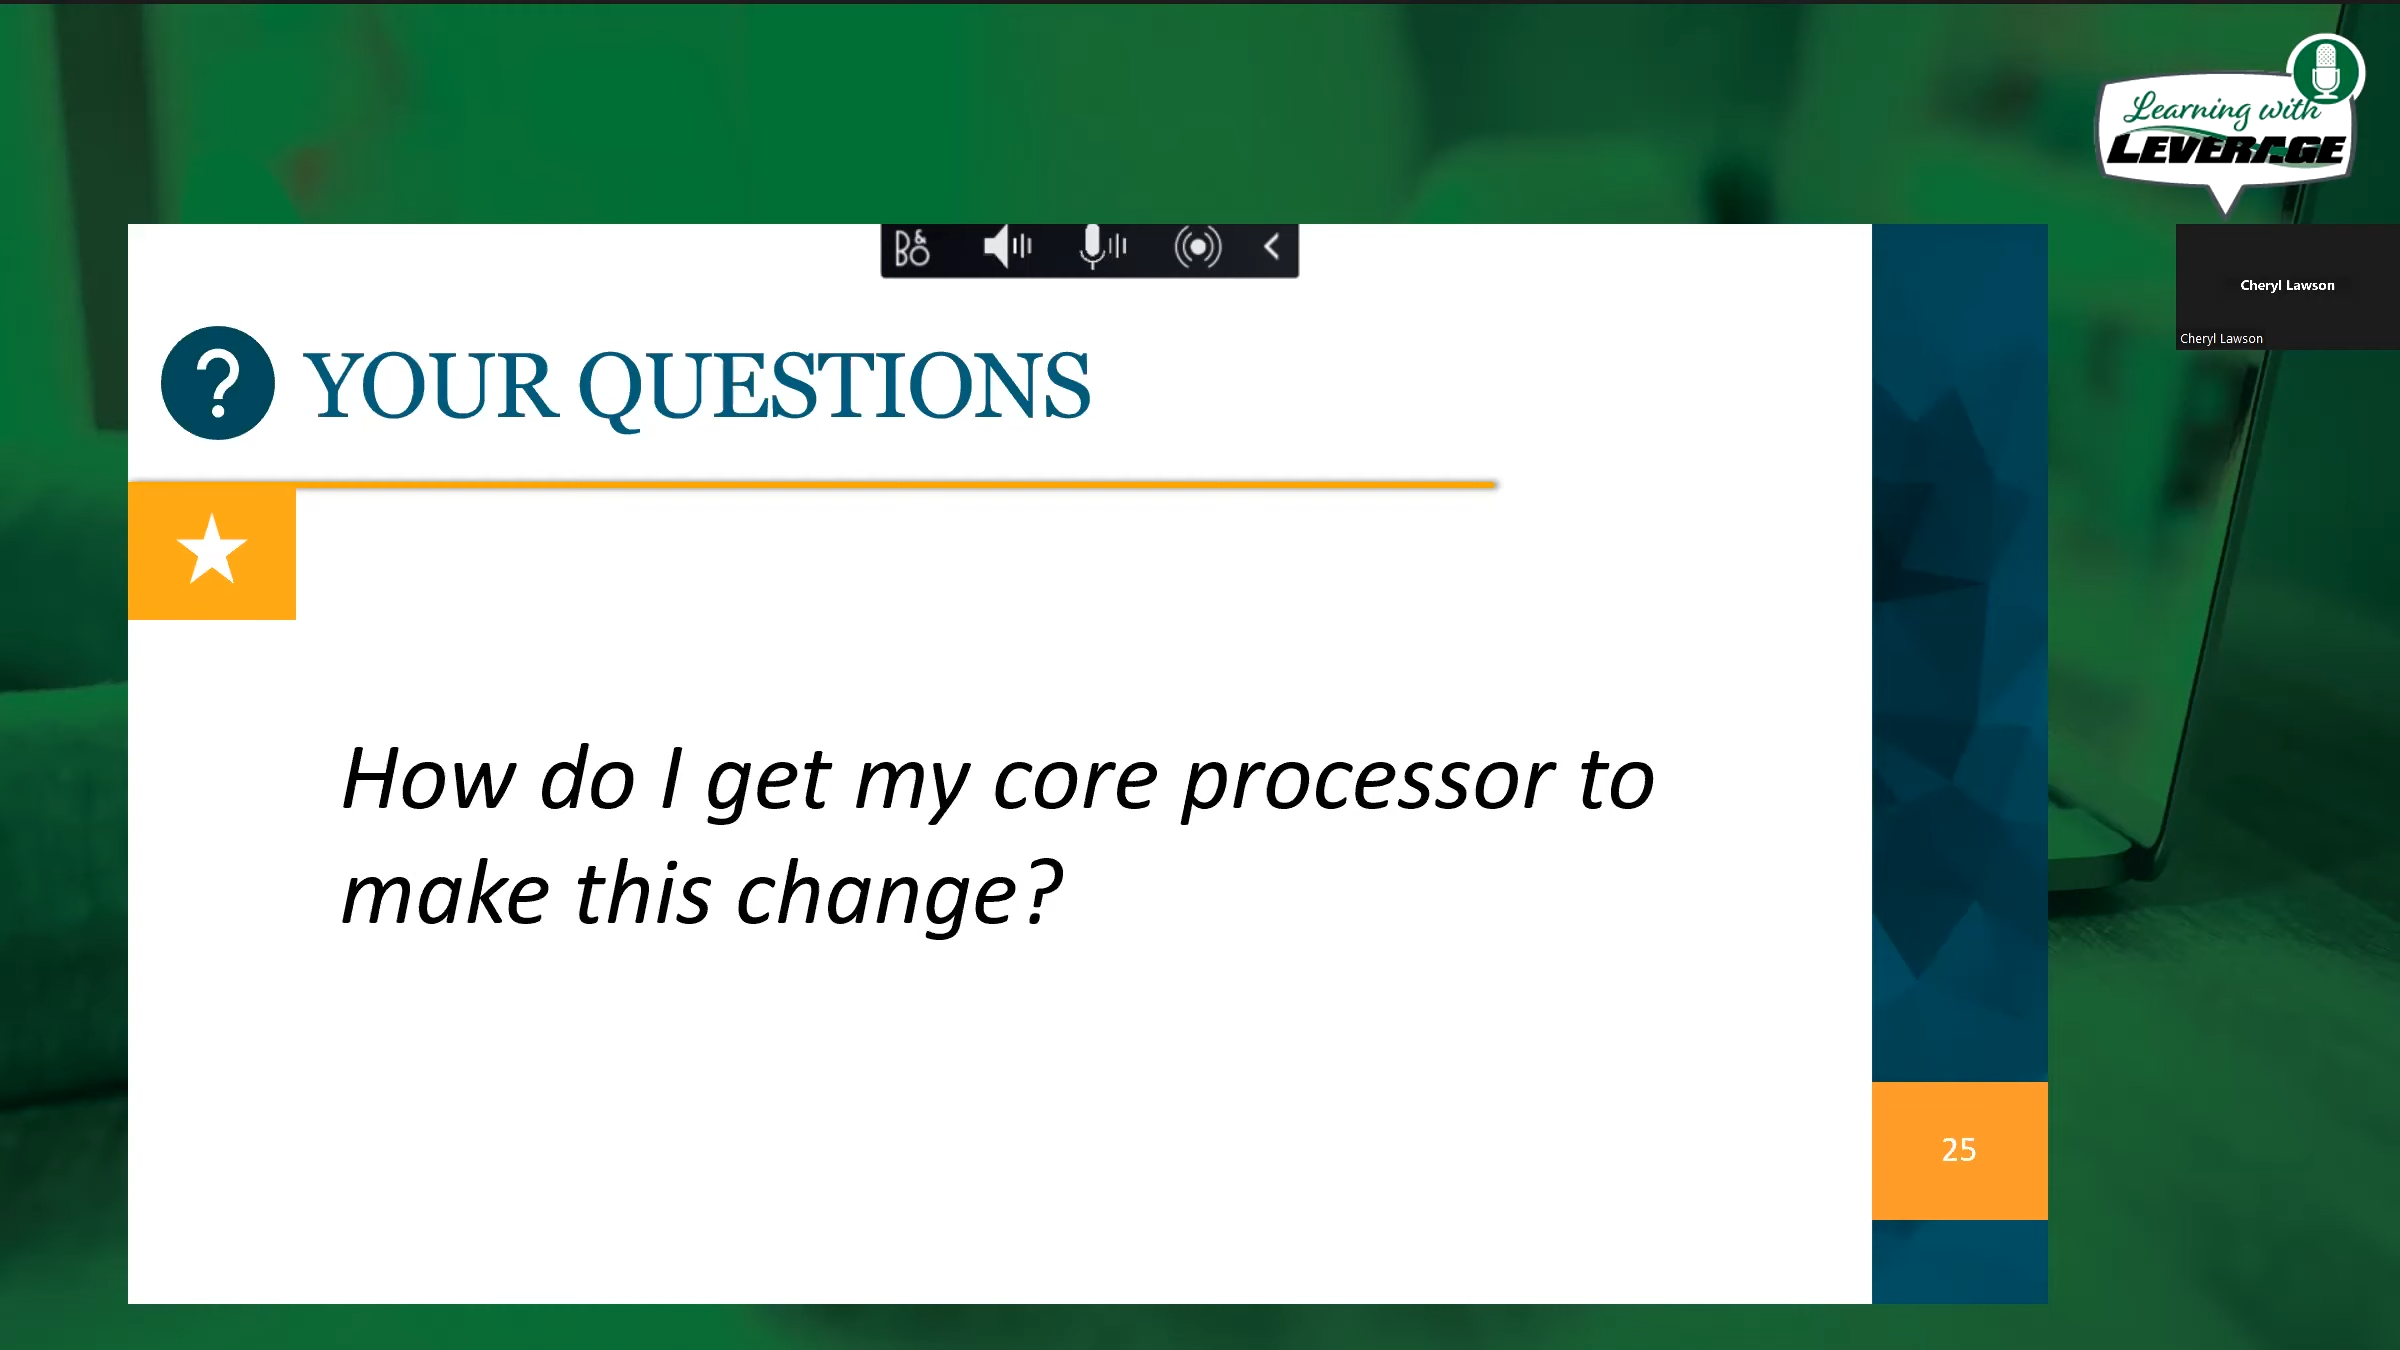 Learning with
LEVERAGE
B&O
Cheryl Lawson
Cheryl Lawson
? YOUR QUESTIONS
How do I get my core processor to
make this change?
25